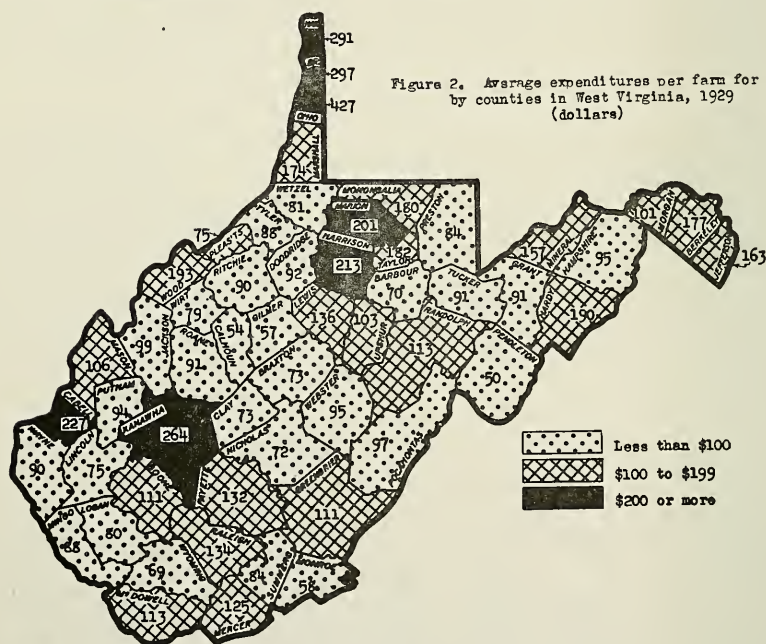 291
297
427
Figure 2. Average expenditures per farm for
by counties in West Virginia, 1929
(dollars)
OHIO
MARSHALL
174
WETZEL
81
MONONGALIA
180
MARION
201
PRESTON
84
TYLER
88
PLEAS'TS
75
HARRISON
213
TAYLOR
DODDRIDGE
92
RITCHIE
90
WOOD
193
WIRT
79
BARBOUR
70
TUCKER
91
GRANT
91
MINERAL
157
HAMPSHIRE
95
HARDY
190
MORGAN
101
BERKELEY
177
JEFFERSON
163
LEWIS
136
UPSHUR
103
RANDOLPH
113
PENDLETON
50
GILMER
57
CALHOUN
54
ROANE
91
JACKSON
99
MASON
106
PUTNAM
94
CABELL
227
KANAWHA
264
CLAY
73
BRAXTON
73
WEBSTER
95
NICHOLAS
72
POCAHONTAS
97
WAYNE
90
LINCOLN
75
BOONE
111
FAYETTE
132
GREENBRIER
111
MINGO
88
LOGAN
80
RALEIGH
134
WYOMING
69
SUMMERS
84
MONROE
58
McDOWELL
113
MERCER
125
Less than $100
$100 to $199
$200 or more